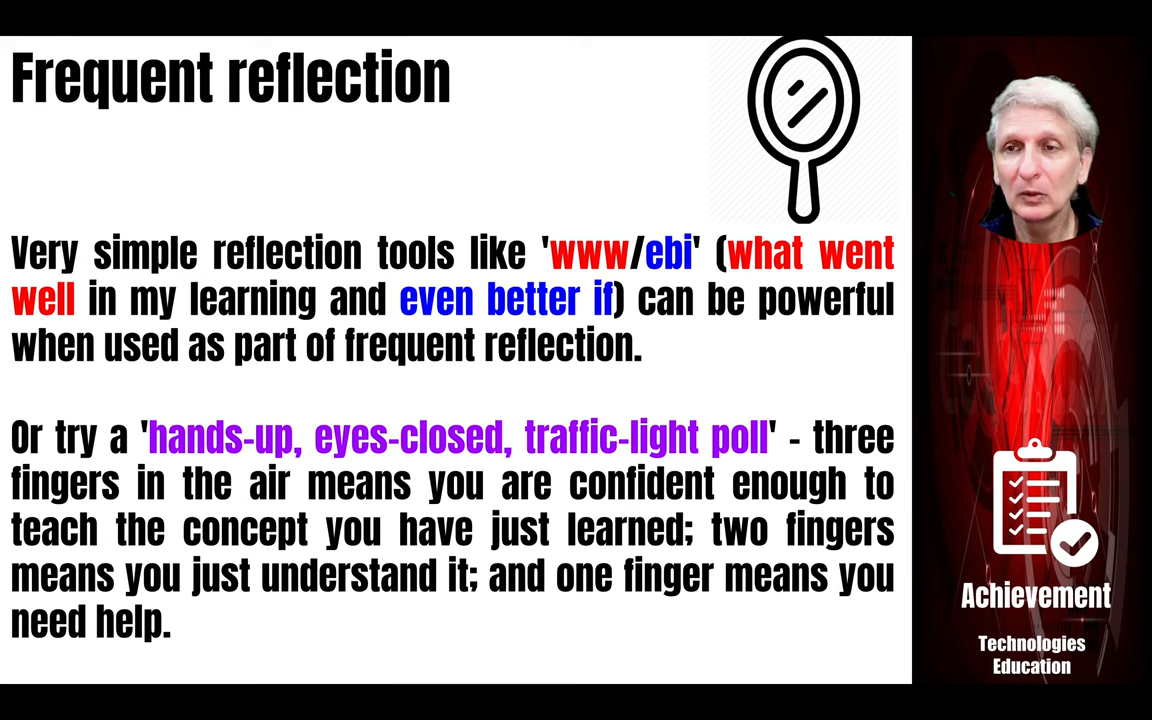 Frequent reflection
Very simple reflection tools like 'www/ebi' (what went
well in my learning and even better if) can be powerful
when used as part of frequent reflection.
Or try a 'hands-up, eyes-closed, traffic-light poll' - three
fingers in the air means you are confident enough to
teach the concept you have just learned; two fingers
means you just understand it; and one finger means you
need help.
Achievement
Technologies
Education